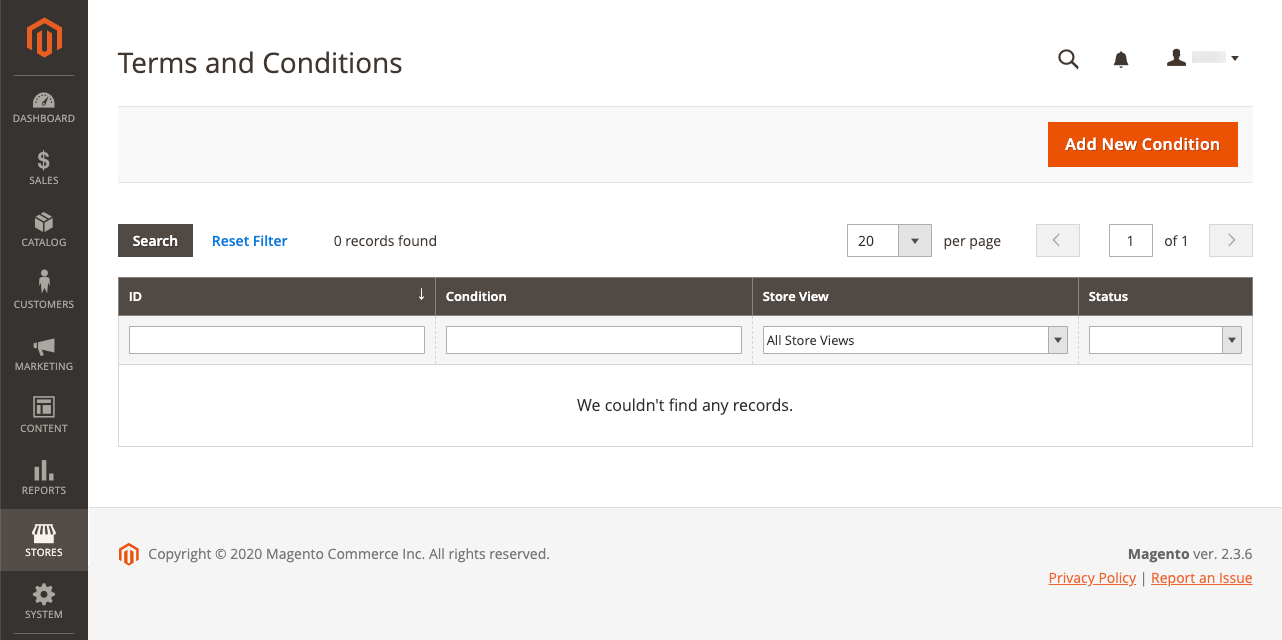 Terms and Conditions
DASHBOARD
SALES
CATALOG
CUSTOMERS
MARKETING
CONTENT
REPORTS
STORES
SYSTEM
Add New Condition
Search Reset Filter 0 records found 20 per page 1 of 1
ID Condition Store View Status
All Store Views
We couldn't find any records.
Copyright © 2020 Magento Commerce Inc. All rights reserved.
Magento ver. 2.3.6
Privacy Policy | Report an Issue